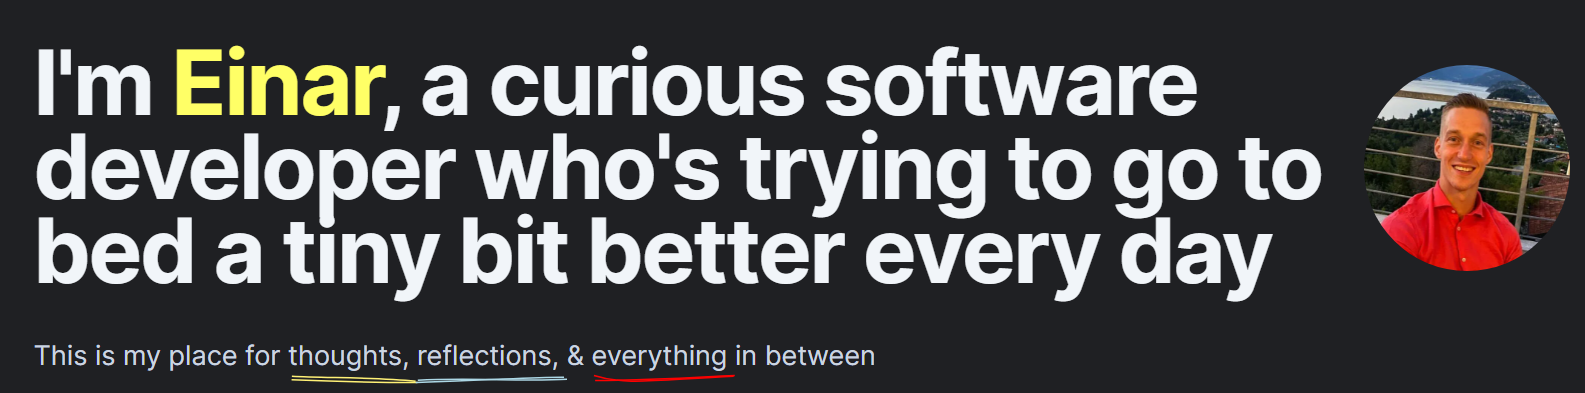 I'm Einar, a curious software
developer who's trying to go to
bed a tiny bit better every day
This is my place for thoughts, reflections, & everything in between